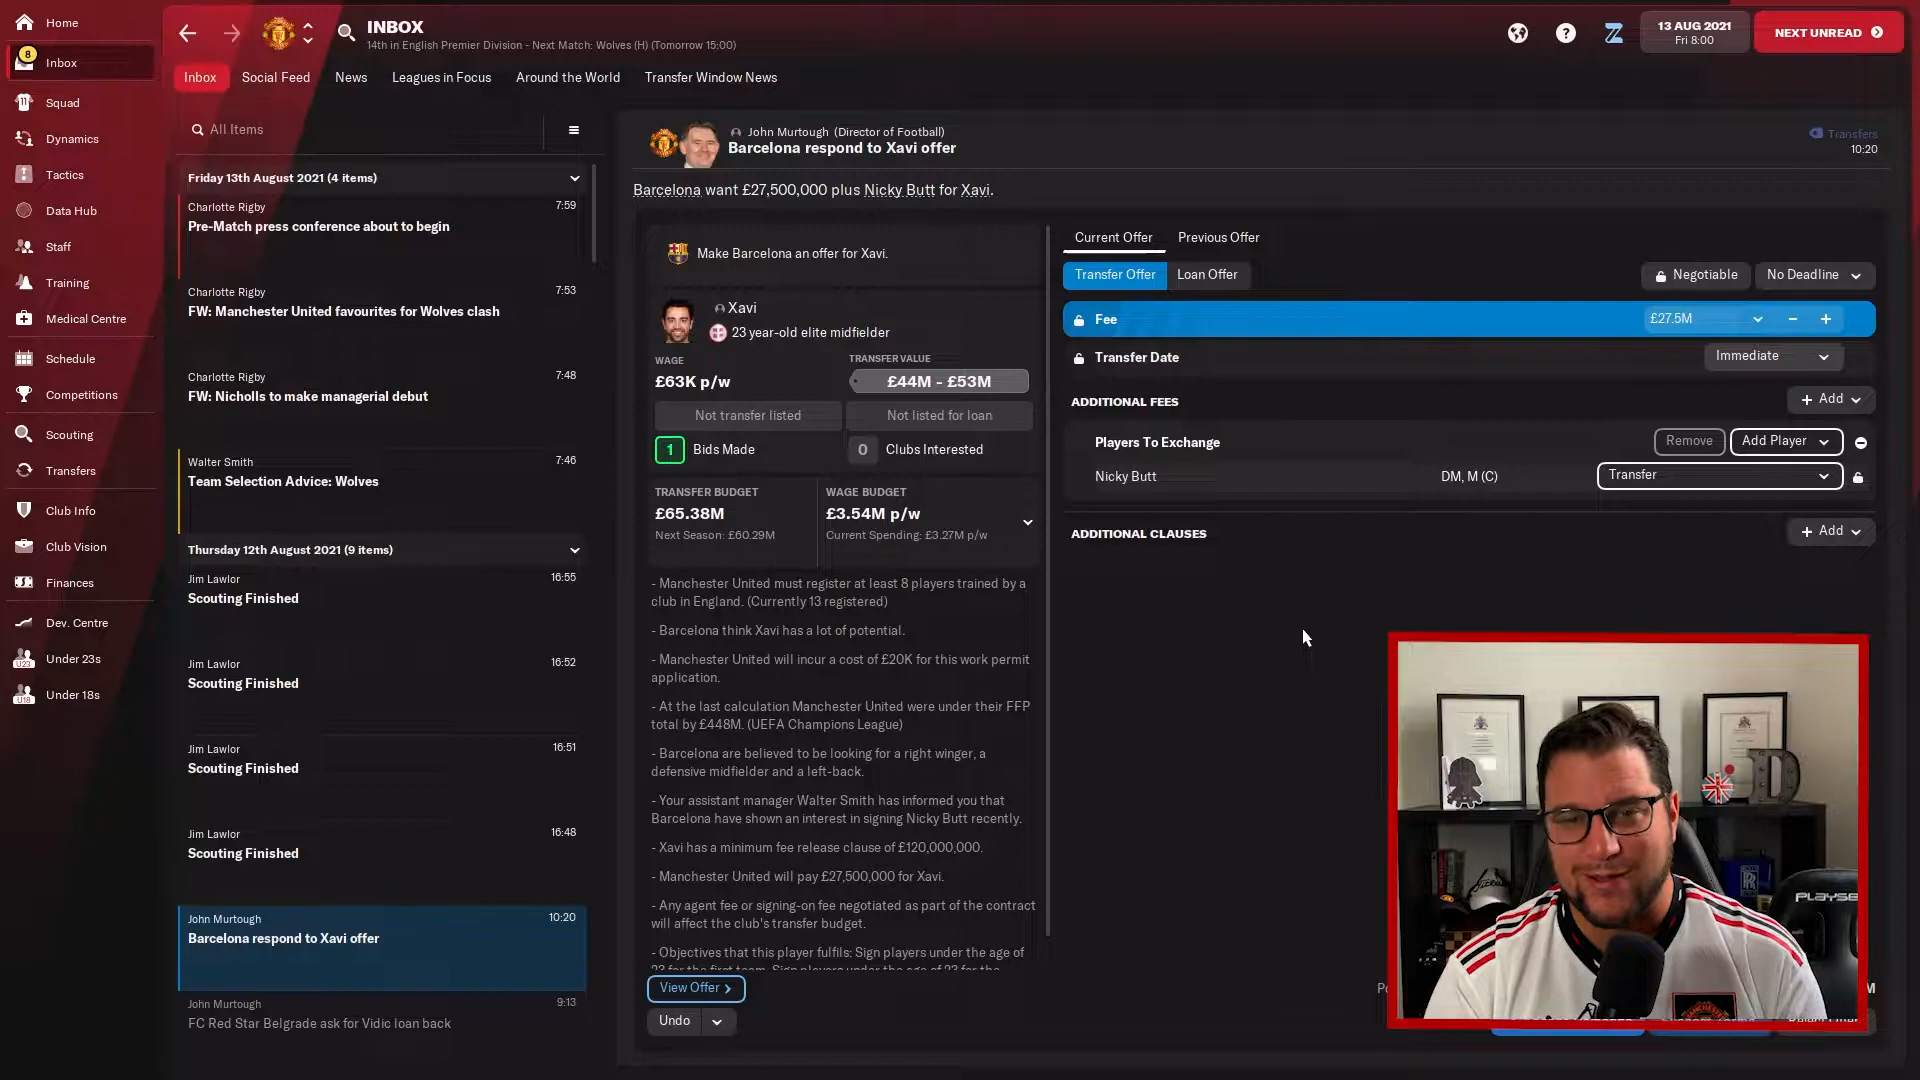 Home
8
Inbox
Squad
Dynamics
Tactics
Data Hub
Staff
Training
Medical Centre
Schedule
Competitions
Scouting
Transfers
Club Info
Club Vision
Finances
Dev. Centre
U23
Under 23s
U18
Under 18s
INBOX
14th in English Premier Division - Next Match: Wolves (H) (Tomorrow 15:00)
13 AUG 2021
Fri 8:00
NEXT UNREAD
Inbox
Social Feed
News
Leagues in Focus
Around the World
Transfer Window News
All Items
Friday 13th August 2021 (4 items)
Charlotte Rigby
7:59
Pre-Match press conference about to begin
Charlotte Rigby
7:53
FW: Manchester United favourites for Wolves clash
Charlotte Rigby
7:48
FW: Nicholls to make managerial debut
Walter Smith
7:46
Team Selection Advice: Wolves
Thursday 12th August 2021 (9 items)
Jim Lawlor
16:55
Scouting Finished
Jim Lawlor
16:52
Scouting Finished
Jim Lawlor
16:51
Scouting Finished
Jim Lawlor
16:48
Scouting Finished
John Murtough
10:20
Barcelona respond to Xavi offer
John Murtough
9:13
FC Red Star Belgrade ask for Vidic loan back
John Murtough (Director of Football)
Barcelona respond to Xavi offer
Transfers
10:20
Barcelona want £27,500,000 plus Nicky Butt for Xavi.
Make Barcelona an offer for Xavi.
Xavi
23 year-old elite midfielder
WAGE
£63K p/w
TRANSFER VALUE
£44M - £53M
Not transfer listed
Not listed for loan
1 Bids Made
0 Clubs Interested
TRANSFER BUDGET
£65.38M
Next Season: £60.29M
WAGE BUDGET
£3.54M p/w
Current Spending: £3.27M p/w
- Manchester United must register at least 8 players trained by a
club in England. (Currently 13 registered)
- Barcelona think Xavi has a lot of potential.
- Manchester United will incur a cost of £20K for this work permit
application.
- At the last calculation Manchester United were under their FFP
total by £448M. (UEFA Champions League)
- Barcelona are believed to be looking for a right winger, a
defensive midfielder and a left-back.
- Your assistant manager Walter Smith has informed you that
Barcelona have shown an interest in signing Nicky Butt recently.
- Xavi has a minimum fee release clause of £120,000,000.
- Manchester United will pay £27,500,000 for Xavi.
- Any agent fee or signing-on fee negotiated as part of the contract
will affect the club's transfer budget.
- Objectives that this player fulfils: Sign players under the age of
23 for the first team, Sign players under the age of 23 for the
View Offer
Undo
Current Offer
Previous Offer
Transfer Offer
Loan Offer
Negotiable
No Deadline
Fee
£27.5M
- +
Transfer Date
Immediate
ADDITIONAL FEES
+ Add
Players To Exchange
Remove
Add Player
Nicky Butt
DM, M (C)
Transfer
ADDITIONAL CLAUSES
+ Add
D
PLAYSE
MANCHESTER